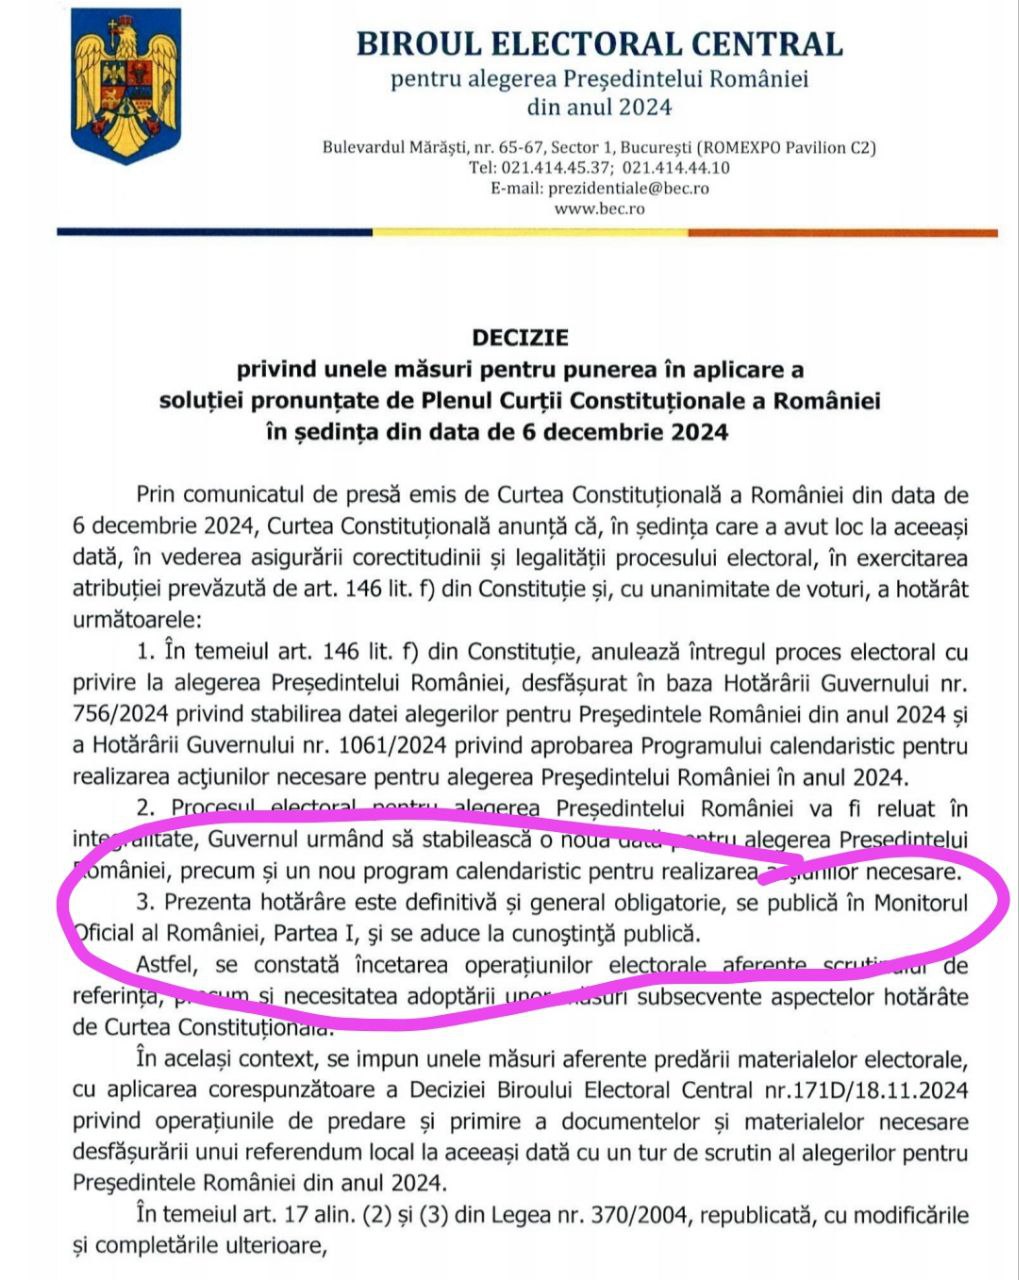 BIROUL ELECTORAL CENTRAL
pentru alegerea Președintelui României
din anul 2024
Bulevardul Mărăști, nr. 65-67, Sector 1, București (ROMEXPO Pavilion C2)
Tel: 021.414.45.37; 021.414.44.10
E-mail: prezidentiale@bec.ro
www.bec.ro
DECIZIE
privind unele măsuri pentru punerea în aplicare a
soluției pronunțate de Plenul Curții Constituționale a României
în ședința din data de 6 decembrie 2024
Prin comunicatul de presă emis de Curtea Constituțională a României din data de
6 decembrie 2024, Curtea Constituțională anunță că, în ședința care a avut loc la aceeași
dată, în vederea asigurării corectitudinii și legalității procesului electoral, în exercitarea
atribuției prevăzută de art. 146 lit. f) din Constituție și, cu unanimitate de voturi, a hotărât
următoarele:
1. În temeiul art. 146 lit. f) din Constituție, anulează întregul proces electoral cu
privire la alegerea Președintelui României, desfășurat în baza Hotărârii Guvernului nr.
756/2024 privind stabilirea datei alegerilor pentru Preşedintele României din anul 2024 și
a Hotărârii Guvernului nr. 1061/2024 privind aprobarea Programului calendaristic pentru
realizarea acţiunilor necesare pentru alegerea Preşedintelui României în anul 2024.
2. Procesul electoral pentru alegerea Președintelui României va fi reluat în
integralitate, Guvernul urmând să stabilească o nouă dată pentru alegerea Președintelui
României, precum și un nou program calendaristic pentru realizarea acţiunilor necesare.
3. Prezenta hotărâre este definitivă și general obligatorie, se publică în Monitorul
Oficial al României, Partea I, şi se aduce la cunoştinţă publică.
Astfel, se constată încetarea operațiunilor electorale aferente scrutinului de
referință, precum și necesitatea adoptării unor măsuri subsecvente aspectelor hotărâte
de Curtea Constituțională.
În același context, se impun unele măsuri aferente predării materialelor electorale,
cu aplicarea corespunzătoare a Deciziei Biroului Electoral Central nr.171D/18.11.2024
privind operațiunile de predare și primire a documentelor și materialelor necesare
desfășurării unui referendum local la aceeași dată cu un tur de scrutin al alegerilor pentru
Preşedintele României din anul 2024.
În temeiul art. 17 alin. (2) și (3) din Legea nr. 370/2004, republicată, cu modificările
și completările ulterioare,